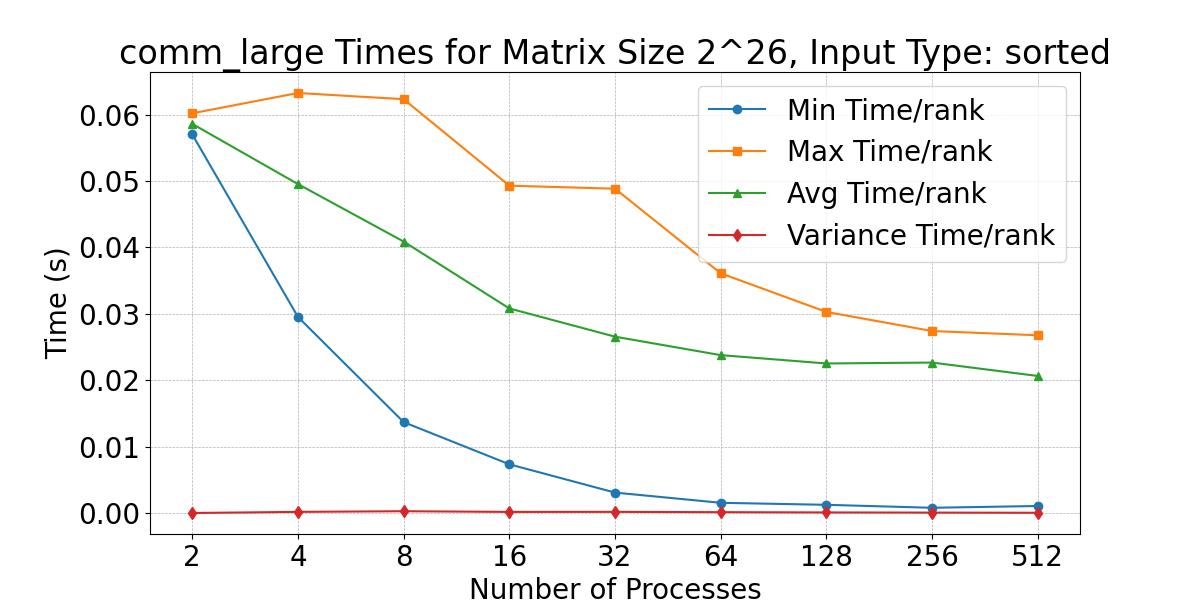 comm_large Times for Matrix Size 2^26, Input Type: sorted
Min Time/rank
Max Time/rank
Avg Time/rank
Variance Time/rank
Time (s)
0.06
0.05
0.04
0.03
0.02
0.01
0.00
2 4 8 16 32 64 128 256 512
Number of Processes